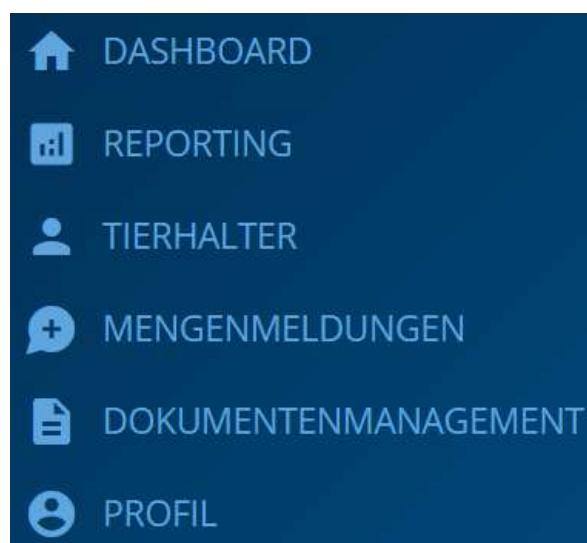 DASHBOARD
REPORTING
TIERHALTER
MENGENMELDUNGEN
DOKUMENTENMANAGEMENT
PROFIL